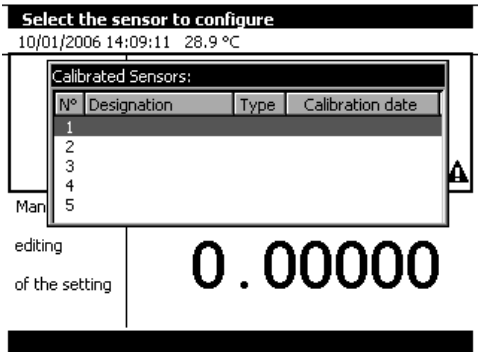 Select the sensor to configure
10/01/2006 14:09:11 28.9 °C
Calibrated Sensors:
N° Designation Type Calibration date
1
2
3
4
5
Man
editing
of the setting
0.00000